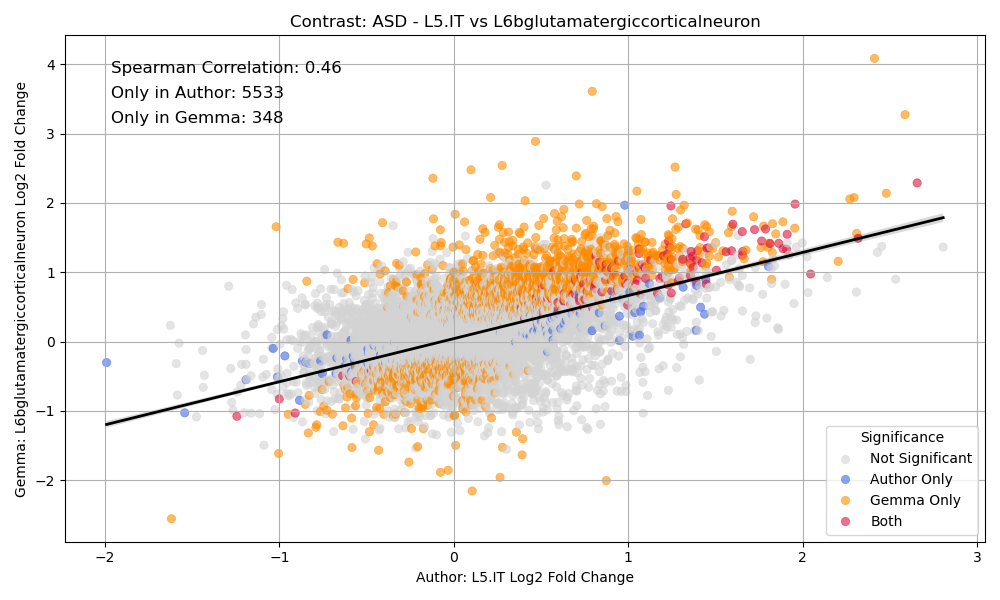 Contrast: ASD - L5.IT vs L6bglutamatergiccorticalneuron
Spearman Correlation: 0.46
Only in Author: 5533
Only in Gemma: 348
Gemma: L6bglutamatergiccorticalneuron Log2 Fold Change
4
3
2
1
0
−1
−2
Significance
Not Significant
Author Only
Gemma Only
Both
−2
−1
0
1
2
3
Author: L5.IT Log2 Fold Change